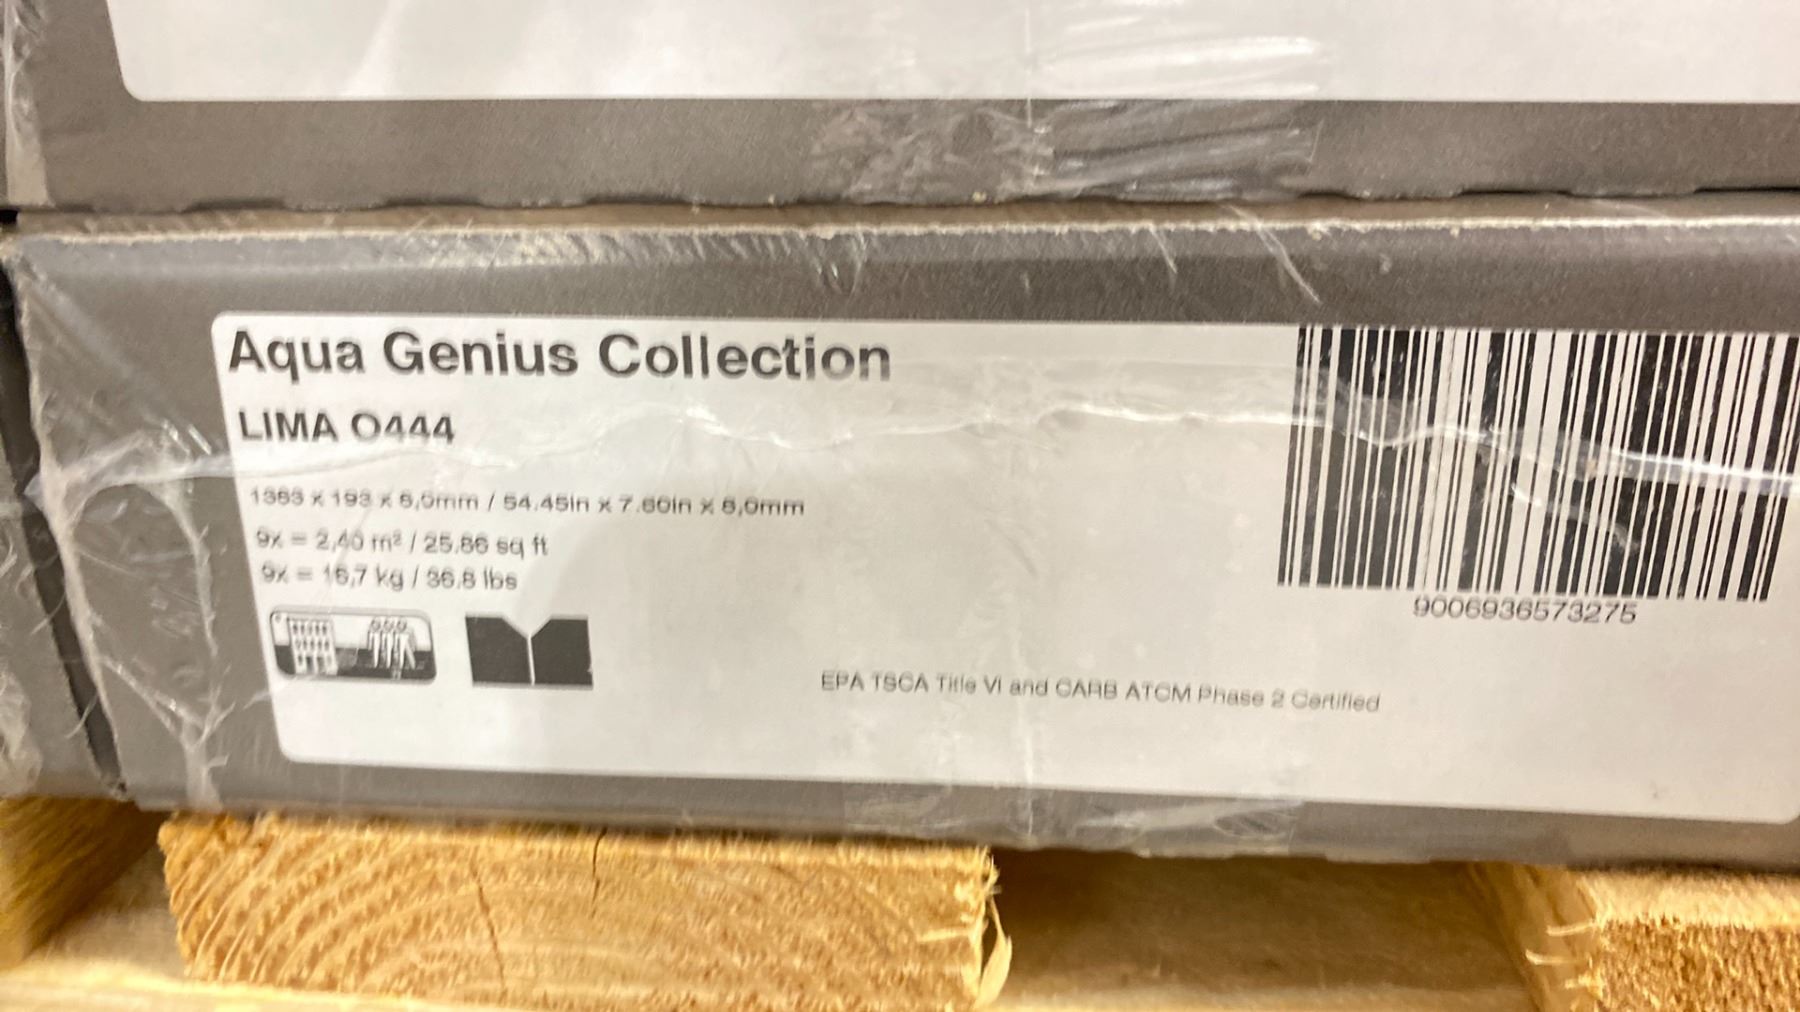 Aqua Genius Collection
LIMA O444
1383 x 193 x 8,0mm / 54.45in x 7.60in x 8,0mm
9x = 2,40 m² / 25.86 sq ft
9x = 16,7 kg / 36.8 lbs
9006936573275
EPA TSCA Title VI and CARB ATCM Phase 2 Certified